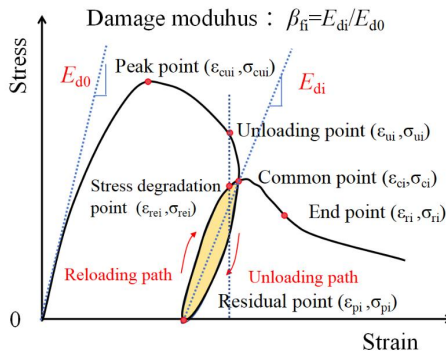 Damage moduhus： βfi=Edi/Ed0
Stress
Ed0
Peak point (εcui,σcui)
Edi
Unloading point (εui,σui)
Common point (εci,σci)
Stress degradation
point (εrei,σrei)
End point (εri,σri)
Reloading path
Unloading path
Residual point (εpi,σpi)
0
Strain